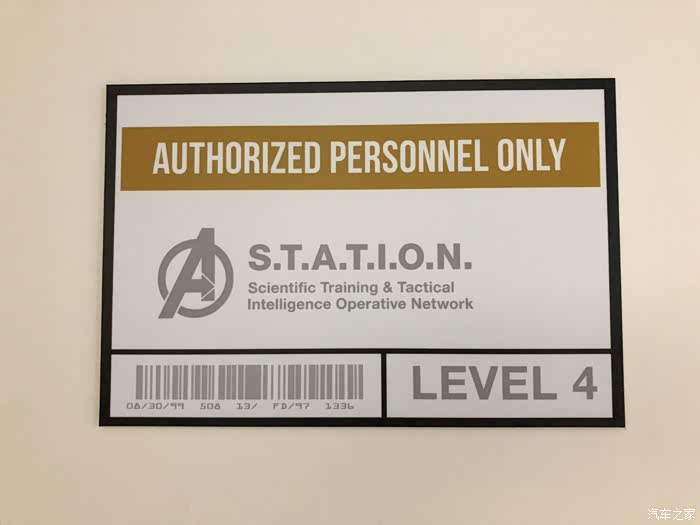 AUTHORIZED PERSONNEL ONLY
S.T.A.T.I.O.N.
Scientific Training & Tactical
Intelligence Operative Network
08/30/99 508 13/ FD/97 1336
LEVEL 4
汽车之家